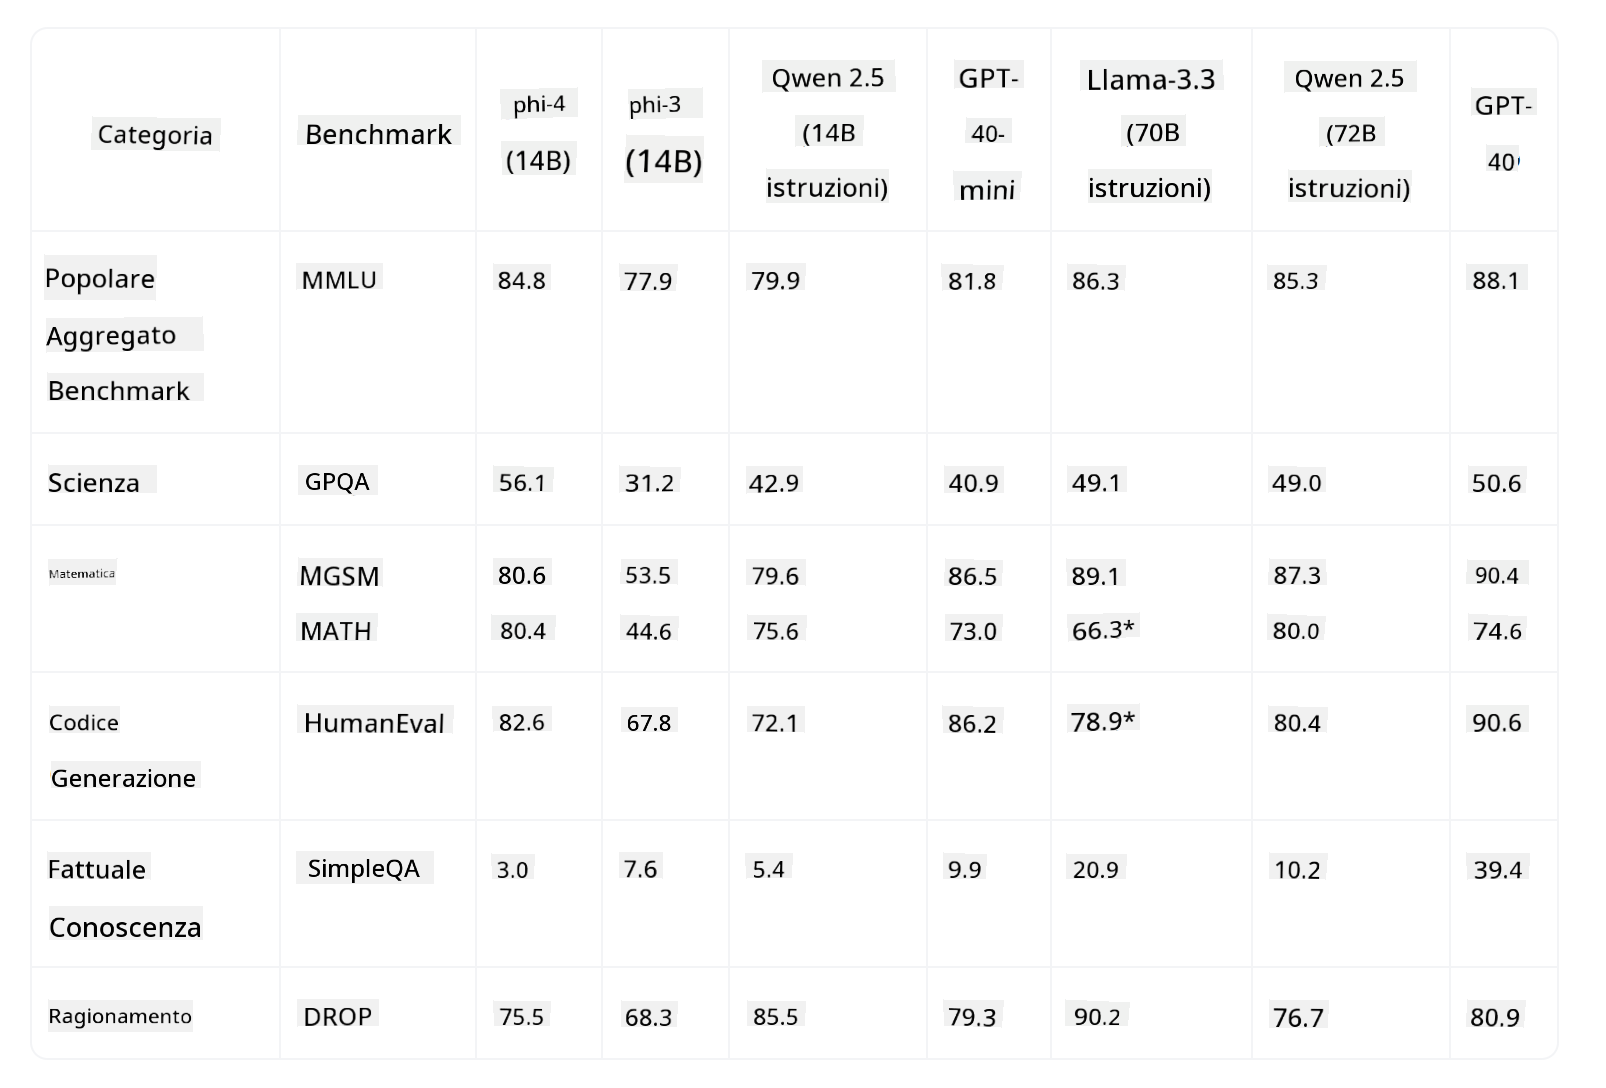 Categoria Benchmark phi-4 (14B) phi-3 (14B) Qwen 2.5 (14B istruzioni) GPT-40-mini Llama-3.3 (70B istruzioni) Qwen 2.5 (72B istruzioni) GPT-40
Popolare Aggregato Benchmark MMLU 84.8 77.9 79.9 81.8 86.3 85.3 88.1
Scienza GPQA 56.1 31.2 42.9 40.9 49.1 49.0 50.6
Matematica MGSM 80.6 53.5 79.6 86.5 89.1 87.3 90.4
MATH 80.4 44.6 75.6 73.0 66.3* 80.0 74.6
Codice Generazione HumanEval 82.6 67.8 72.1 86.2 78.9* 80.4 90.6
Fattuale Conoscenza SimpleQA 3.0 7.6 5.4 9.9 20.9 10.2 39.4
Ragionamento DROP 75.5 68.3 85.5 79.3 90.2 76.7 80.9